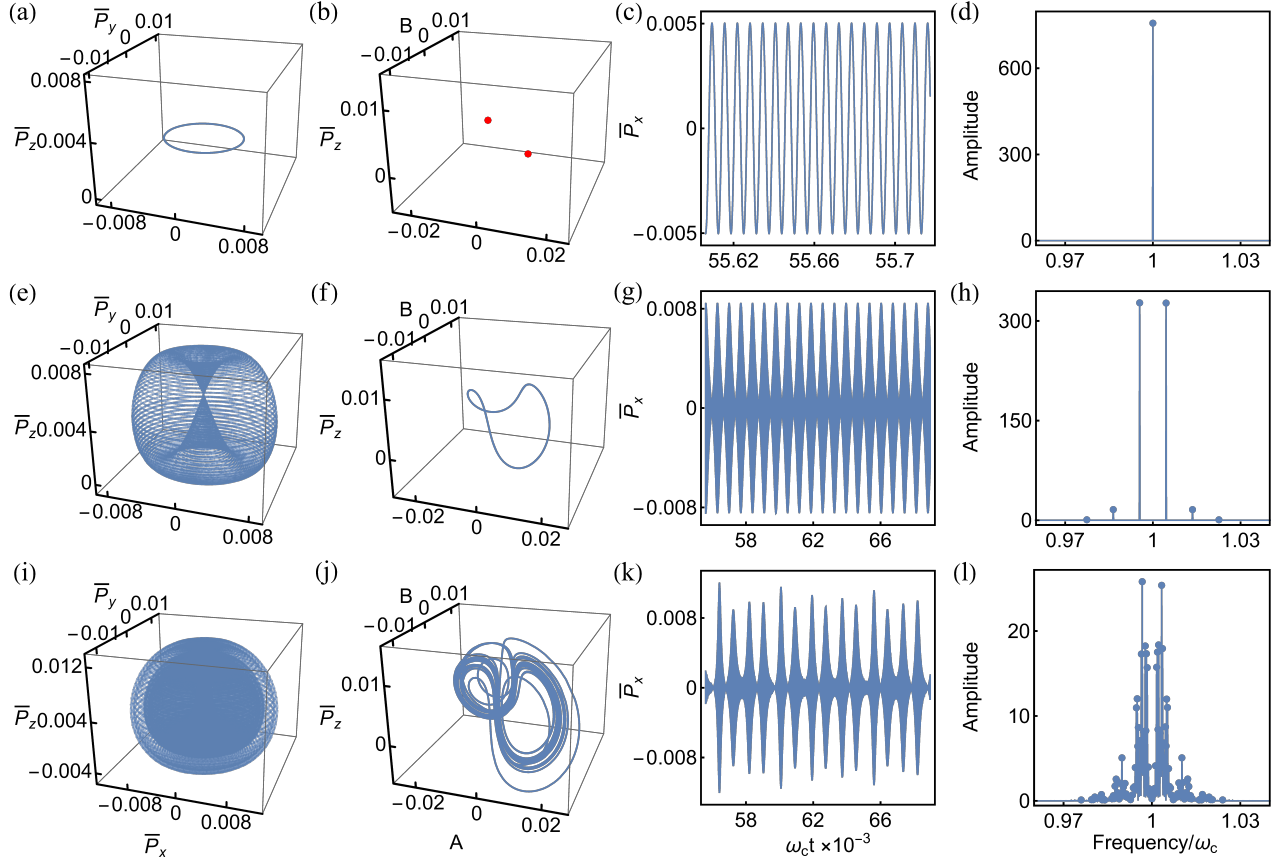 (a) (b) (c) (d)
P̅y 0.01 0 −0.01
0.008 P̅z 0.004 0
−0.008 0 0.008
B 0.01 0 −0.01
P̅z 0.01 0
−0.02 0 0.02
P̅x 0.005 0 −0.005
55.62 55.66 55.7
Amplitude 600 300 0
0.97 1 1.03
(e) (f) (g) (h)
P̅y 0.01 0 −0.01
0.008 P̅z 0.004 0
−0.008 0 0.008
B 0.01 0 −0.01
P̅z 0.01 0
−0.02 0 0.02
P̅x 0.008 0 −0.008
58 62 66
Amplitude 300 150 0
0.97 1 1.03
(i) (j) (k) (l)
P̅y 0.01 0 −0.01
0.012 P̅z 0.004 −0.004
−0.008 0 0.008
P̅x
B 0.01 0 −0.01
P̅z 0.01 0
−0.02 0 0.02
A
P̅x 0.008 0 −0.008
58 62 66
ωct ×10⁻³
Amplitude 20 10 0
0.97 1 1.03
Frequency/ωc